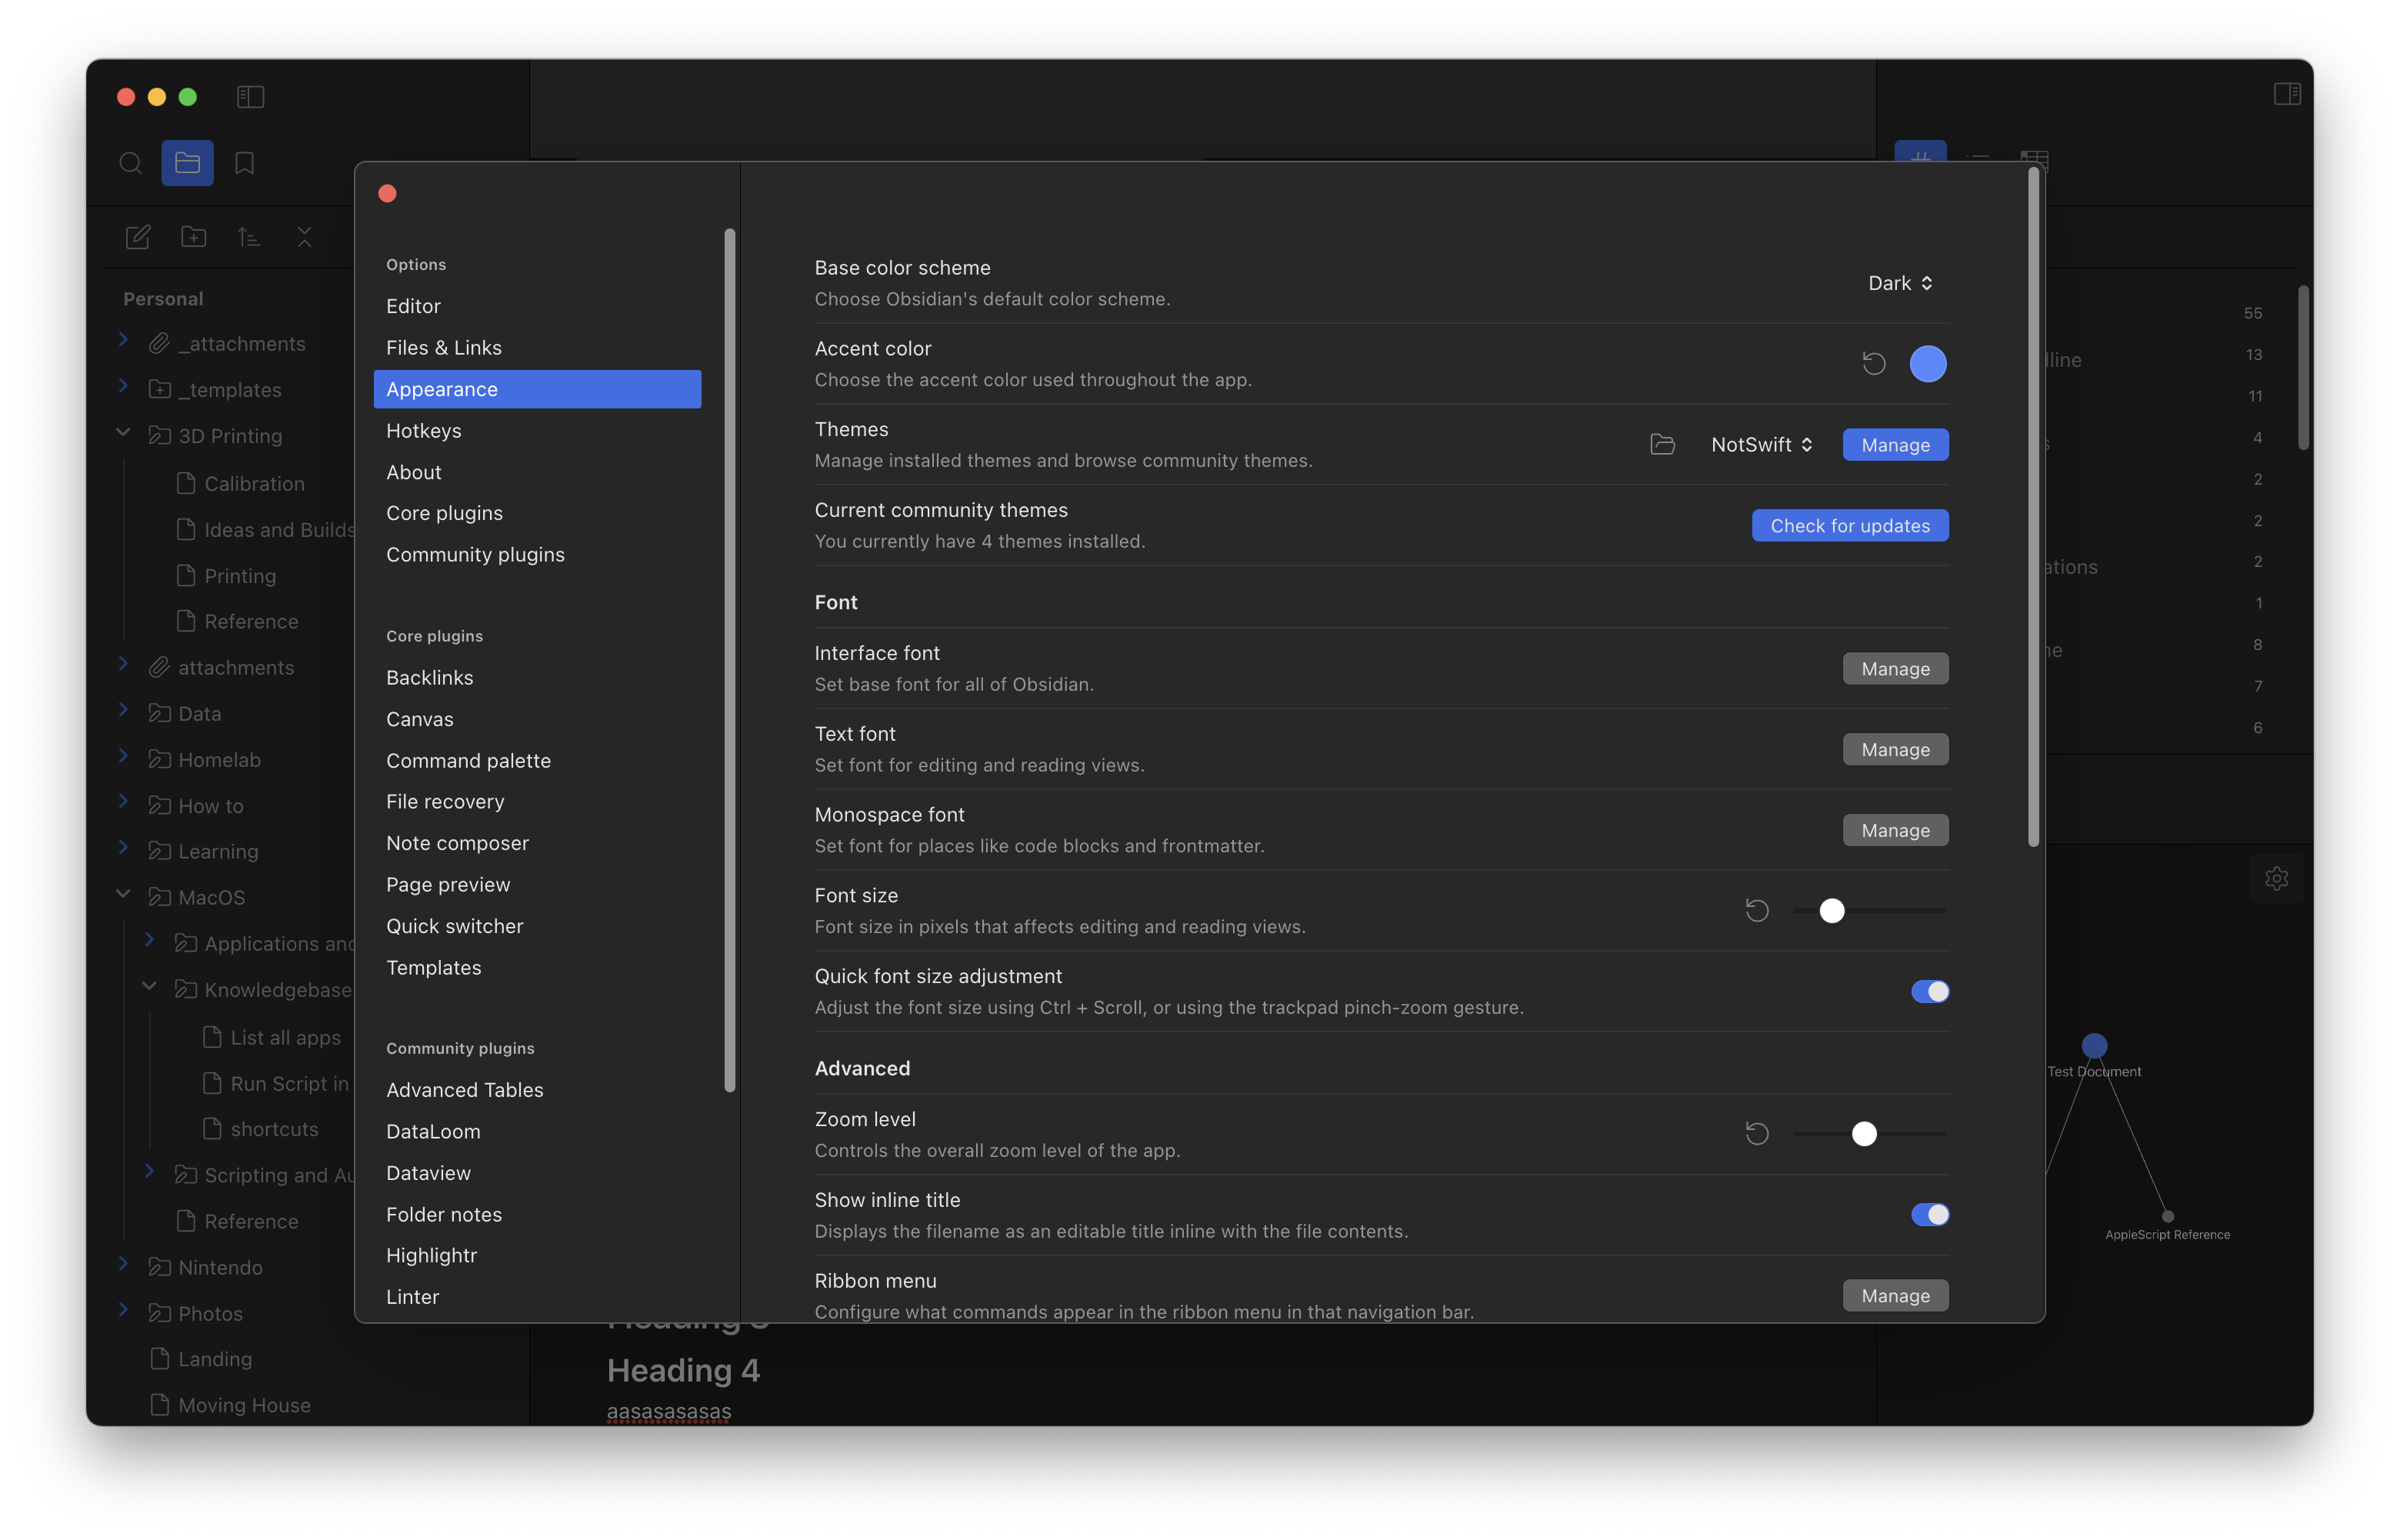 Personal
_attachments
_templates
3D Printing
Calibration
Ideas and Builds
Printing
Reference
attachments
Data
Homelab
How to
Learning
MacOS
Applications and
Knowledgebase
List all apps
Run Script in
shortcuts
Scripting and Au
Reference
Nintendo
Photos
Landing
Moving House
Options
Editor
Files & Links
Appearance
Hotkeys
About
Core plugins
Community plugins
Core plugins
Backlinks
Canvas
Command palette
File recovery
Note composer
Page preview
Quick switcher
Templates
Community plugins
Advanced Tables
DataLoom
Dataview
Folder notes
Highlightr
Linter
Base color scheme
Choose Obsidian's default color scheme.
Dark
Accent color
Choose the accent color used throughout the app.
Themes
Manage installed themes and browse community themes.
NotSwift
Manage
Current community themes
You currently have 4 themes installed.
Check for updates
Font
Interface font
Set base font for all of Obsidian.
Manage
Text font
Set font for editing and reading views.
Manage
Monospace font
Set font for places like code blocks and frontmatter.
Manage
Font size
Font size in pixels that affects editing and reading views.
Quick font size adjustment
Adjust the font size using Ctrl + Scroll, or using the trackpad pinch-zoom gesture.
Advanced
Zoom level
Controls the overall zoom level of the app.
Show inline title
Displays the filename as an editable title inline with the file contents.
Ribbon menu
Configure what commands appear in the ribbon menu in that navigation bar.
Manage
Heading 4
aasasasasas
55
13
11
4
2
2
2
1
8
7
6
Test Document
AppleScript Reference